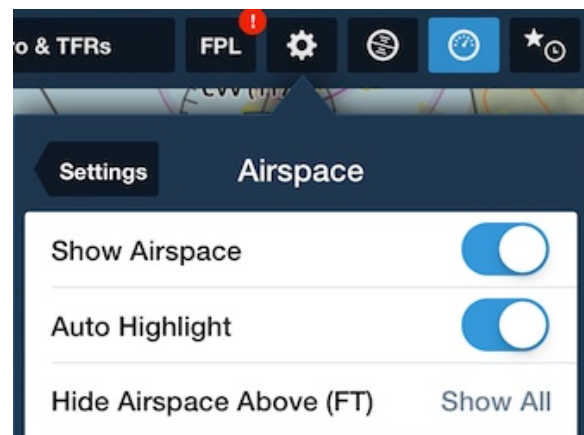 o & TFRs FPL !
Settings Airspace
Show Airspace
Auto Highlight
Hide Airspace Above (FT) Show All